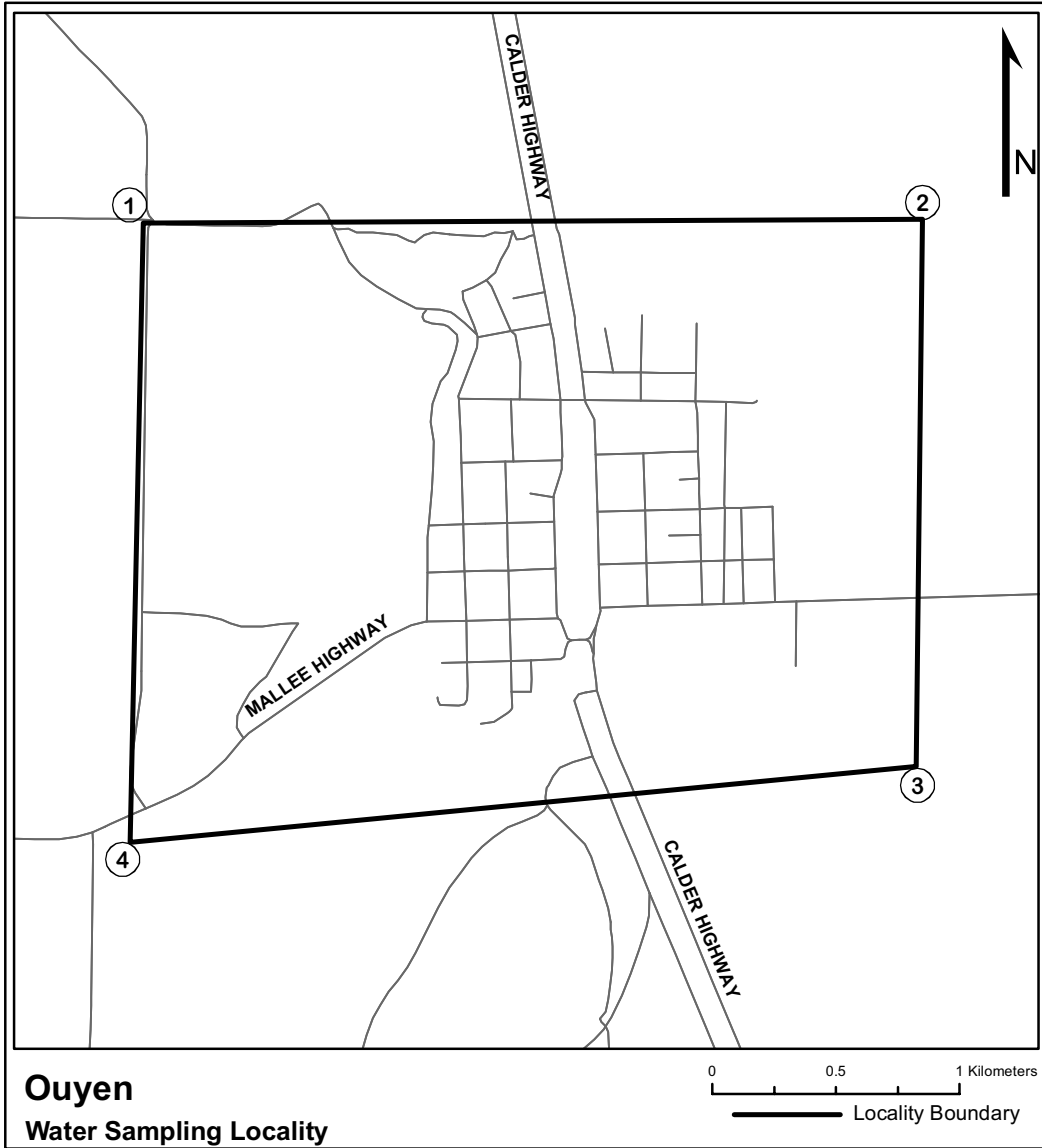 CALDER HIGHWAY
N
1
2
MALLEE HIGHWAY
3
4
CALDER HIGHWAY
Ouyen
Water Sampling Locality
0 0.5 1 Kilometers
Locality Boundary